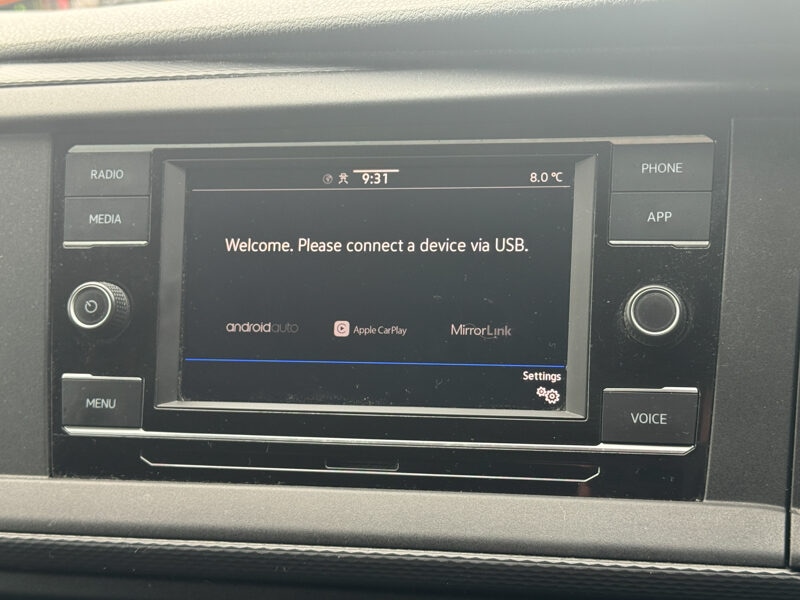 RADIO
MEDIA
MENU
9:31
8.0 °C
Welcome. Please connect a device via USB.
androidauto
Apple CarPlay
MirrorLink
Settings
PHONE
APP
VOICE